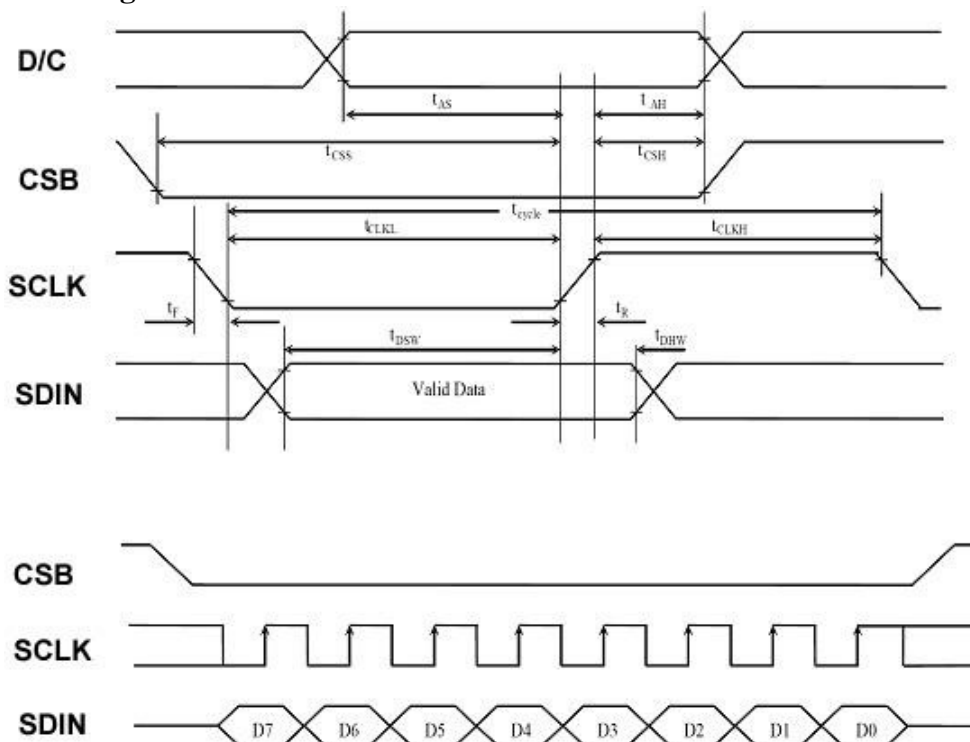 D/C
tAS
tAH
tCSS
tCSH
CSB
tcycle
tCLKL
tCLKH
SCLK
tF
tR
tDSW
tDHW
SDIN
Valid Data
CSB
SCLK
SDIN
D7 D6 D5 D4 D3 D2 D1 D0